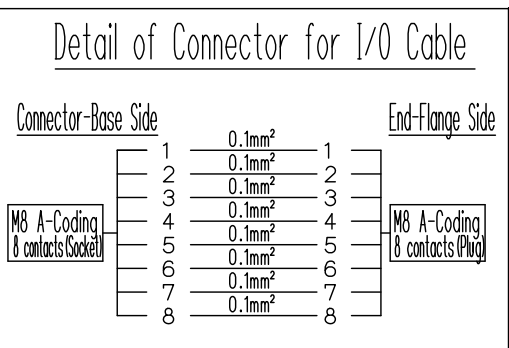 Detail of Connector for I/O Cable
Connector-Base Side
End-Flange Side
0.1mm²
1 1
0.1mm²
2 2
0.1mm²
3 3
0.1mm²
M8 A-Coding 4 4 M8 A-Coding
0.1mm²
8 contacts(Socket) 5 5 8 contacts(Plug)
0.1mm²
6 6
0.1mm²
7 7
0.1mm²
8 8